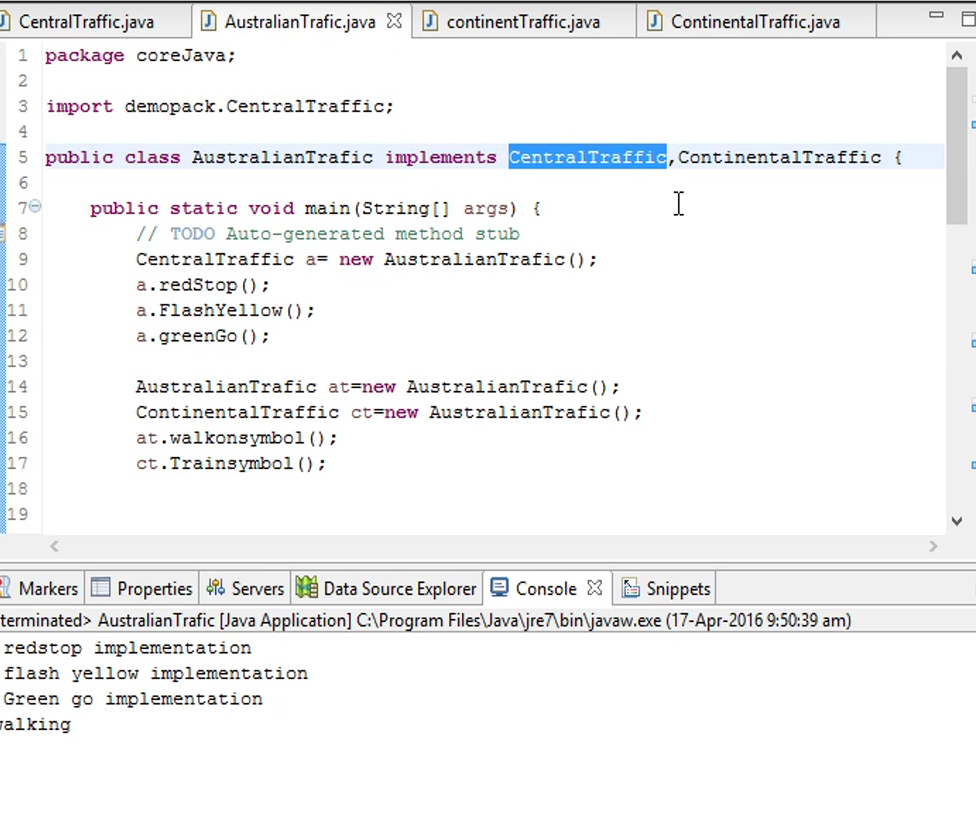 CentralTraffic.java AustralianTrafic.java continentTraffic.java ContinentalTraffic.java
1 package coreJava;
2
3 import demopack.CentralTraffic;
4
5 public class AustralianTrafic implements CentralTraffic,ContinentalTraffic {
6
7 public static void main(String[] args) {
8 // TODO Auto-generated method stub
9 CentralTraffic a= new AustralianTrafic();
10 a.redStop();
11 a.FlashYellow();
12 a.greenGo();
13
14 AustralianTrafic at=new AustralianTrafic();
15 ContinentalTraffic ct=new AustralianTrafic();
16 at.walkonsymbol();
17 ct.Trainsymbol();
18
19
Markers Properties Servers Data Source Explorer Console Snippets
terminated> AustralianTrafic [Java Application] C:\Program Files\Java\jre7\bin\javaw.exe (17-Apr-2016 9:50:39 am)
redstop implementation
flash yellow implementation
Green go implementation
walking